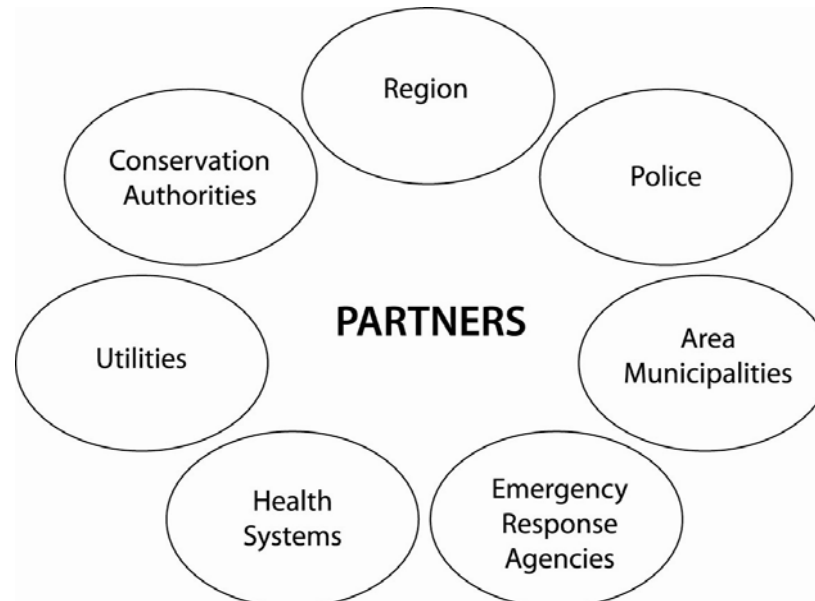 Region
Conservation
Authorities
Police
PARTNERS
Utilities
Area
Municipalities
Health
Systems
Emergency
Response
Agencies